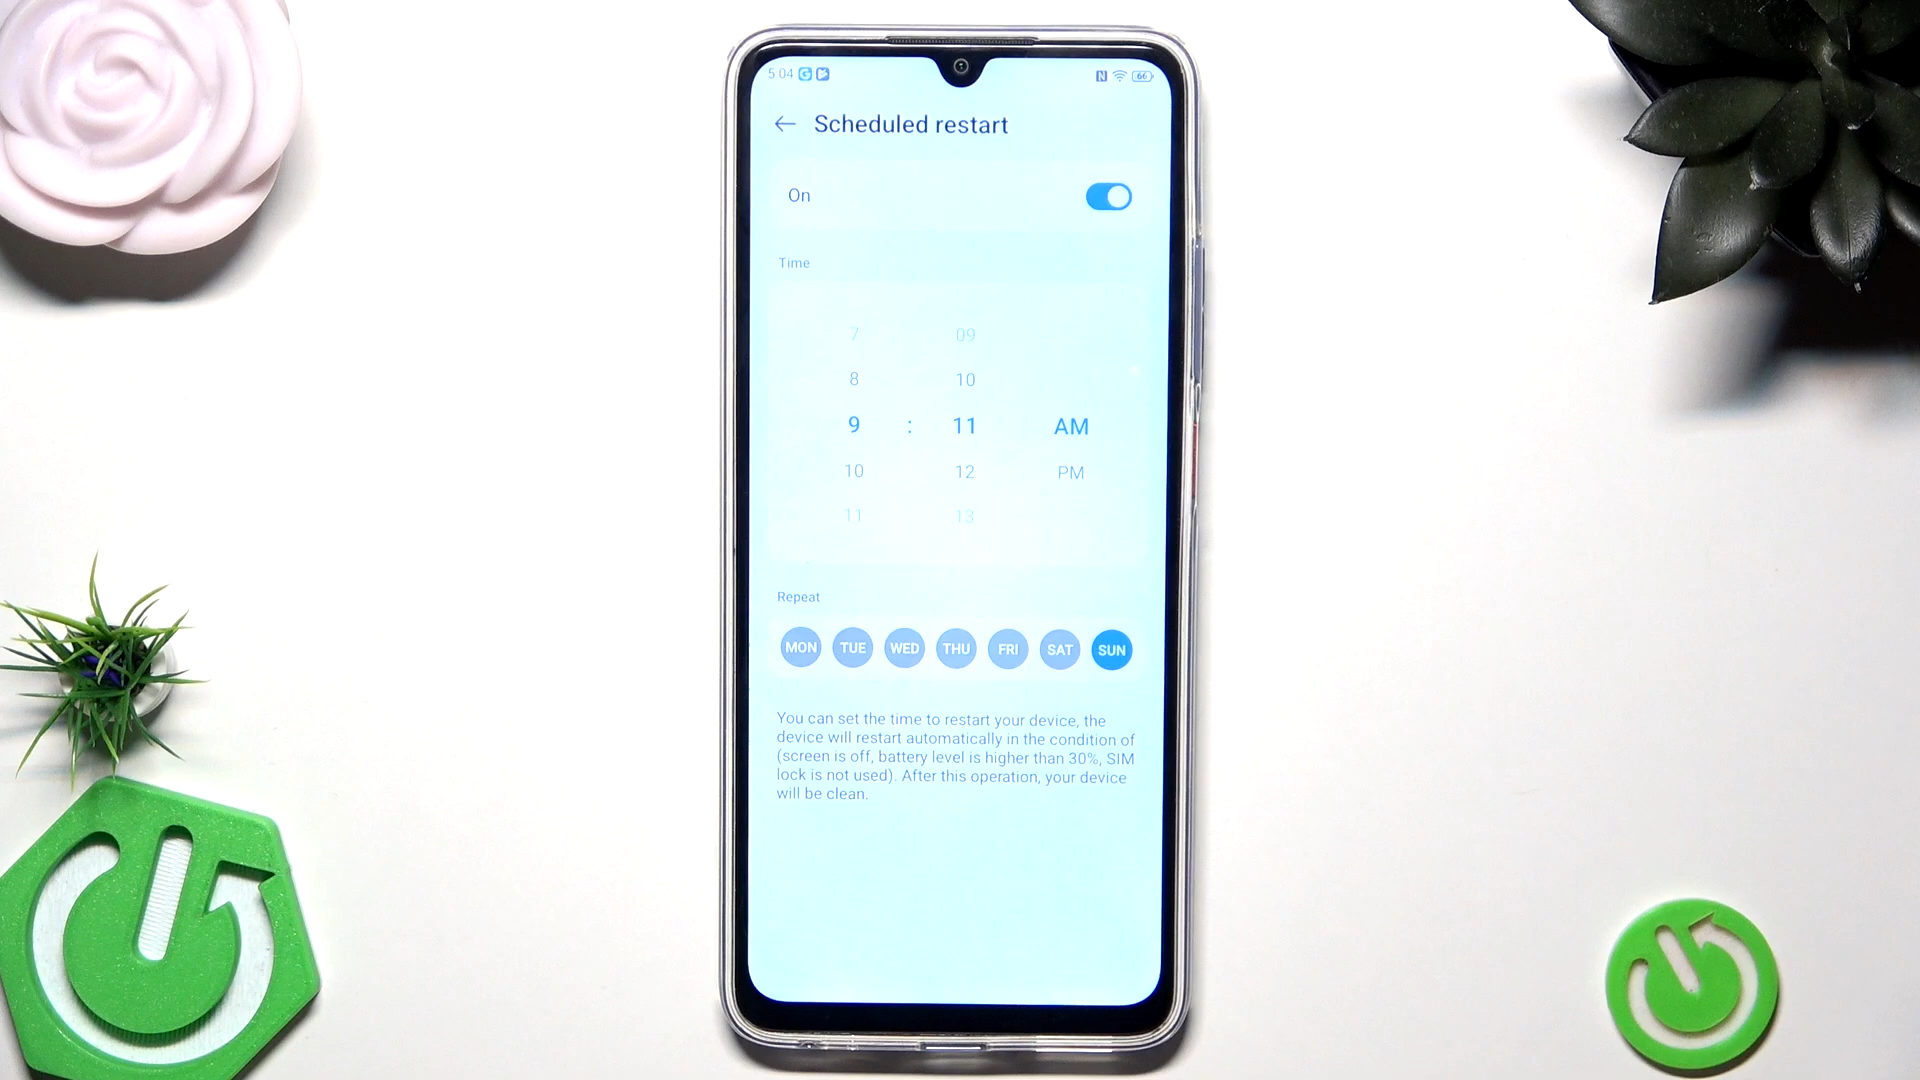 5:04 66
Scheduled restart
On
Time
7 09
8 10
9 : 11 AM
10 12 PM
11 13
Repeat
MON TUE WED THU FRI SAT SUN
You can set the time to restart your device, the
device will restart automatically in the condition of
(screen is off, battery level is higher than 30%, SIM
lock is not used). After this operation, your device
will be clean.